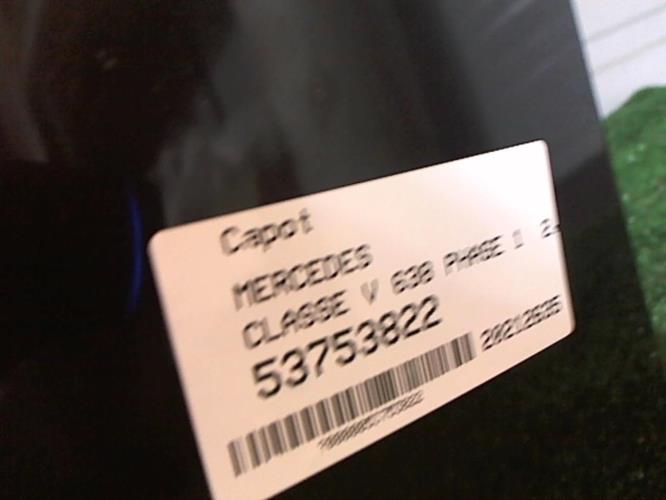 Capot
MERCEDES
CLASSE V 638 PHASE 1 2.
53753822
20212635